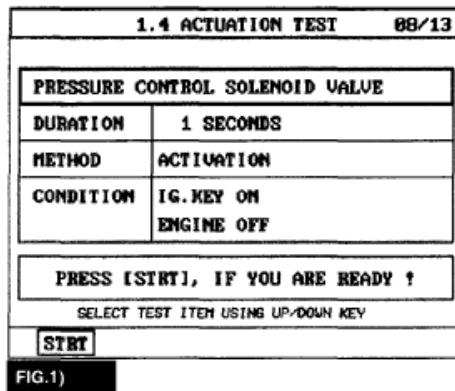 1.4 ACTUATION TEST 08/13
PRESSURE CONTROL SOLENOID VALVE
DURATION 1 SECONDS
METHOD ACTIVATION
CONDITION IG.KEY ON
ENGINE OFF
PRESS [STRT], IF YOU ARE READY !
SELECT TEST ITEM USING UP/DOWN KEY
STRT
FIG.1)